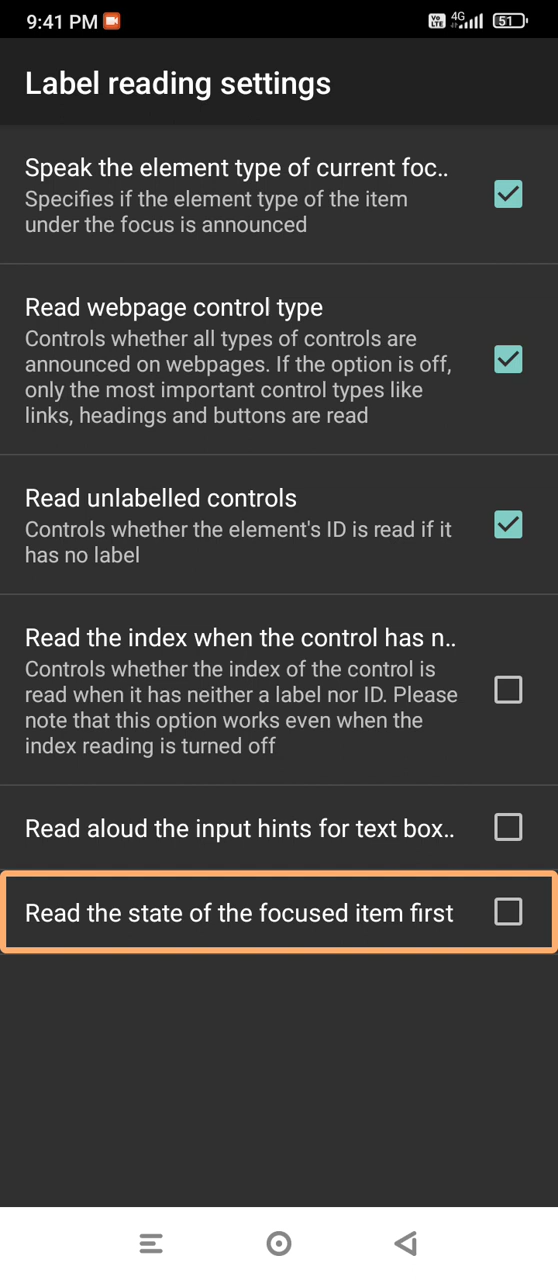 9:41 PM
Vo LTE 4G 51
Label reading settings
Speak the element type of current foc..
Specifies if the element type of the item
under the focus is announced
Read webpage control type
Controls whether all types of controls are
announced on webpages. If the option is off,
only the most important control types like
links, headings and buttons are read
Read unlabelled controls
Controls whether the element's ID is read if it
has no label
Read the index when the control has n..
Controls whether the index of the control is
read when it has neither a label nor ID. Please
note that this option works even when the
index reading is turned off
Read aloud the input hints for text box..
Read the state of the focused item first